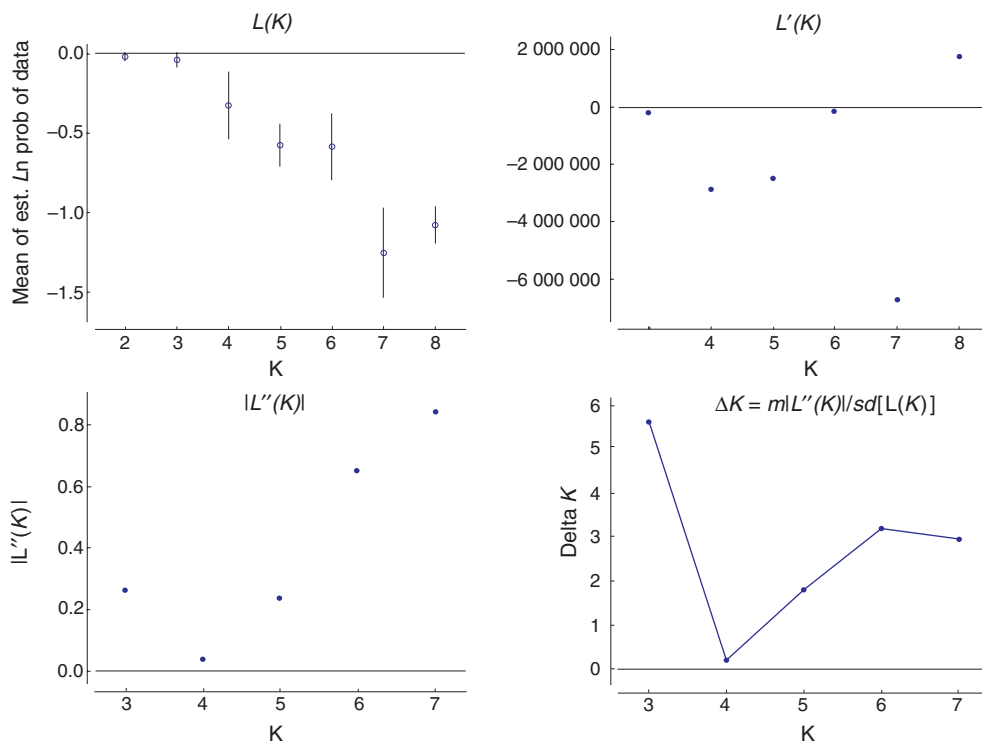 L(K)
Mean of est. Ln prob of data
0.0
–0.5
–1.0
–1.5
2 3 4 5 6 7 8
K
L′(K)
2 000 000
0
–2 000 000
–4 000 000
–6 000 000
4 5 6 7 8
K
|L″(K)|
|L″(K)|
0.8
0.6
0.4
0.2
0.0
3 4 5 6 7
K
ΔK = m|L″(K)|/sd[L(K)]
Delta K
6
5
4
3
2
1
0
3 4 5 6 7
K